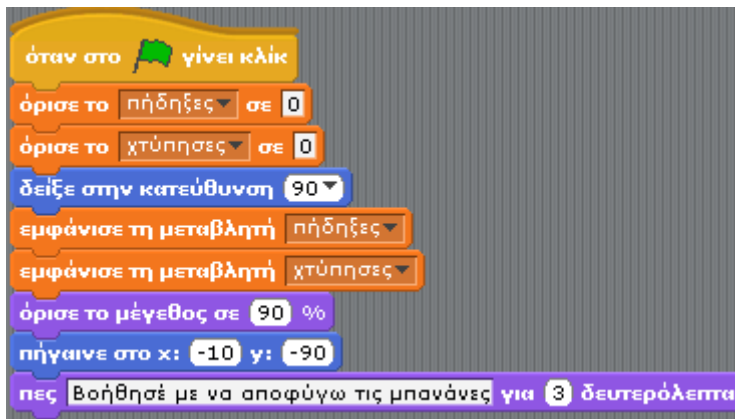 όταν στο γίνει κλίκ
όρισε το πήδηξες σε 0
όρισε το χτύπησες σε 0
δείξε στην κατεύθυνση 90
εμφάνισε τη μεταβλητή πήδηξες
εμφάνισε τη μεταβλητή χτύπησες
όρισε το μέγεθος σε 90 %
πήγαινε στο x: -10 y: -90
πες Βοήθησέ με να αποφύγω τις μπανάνες για 3 δευτερόλεπτα